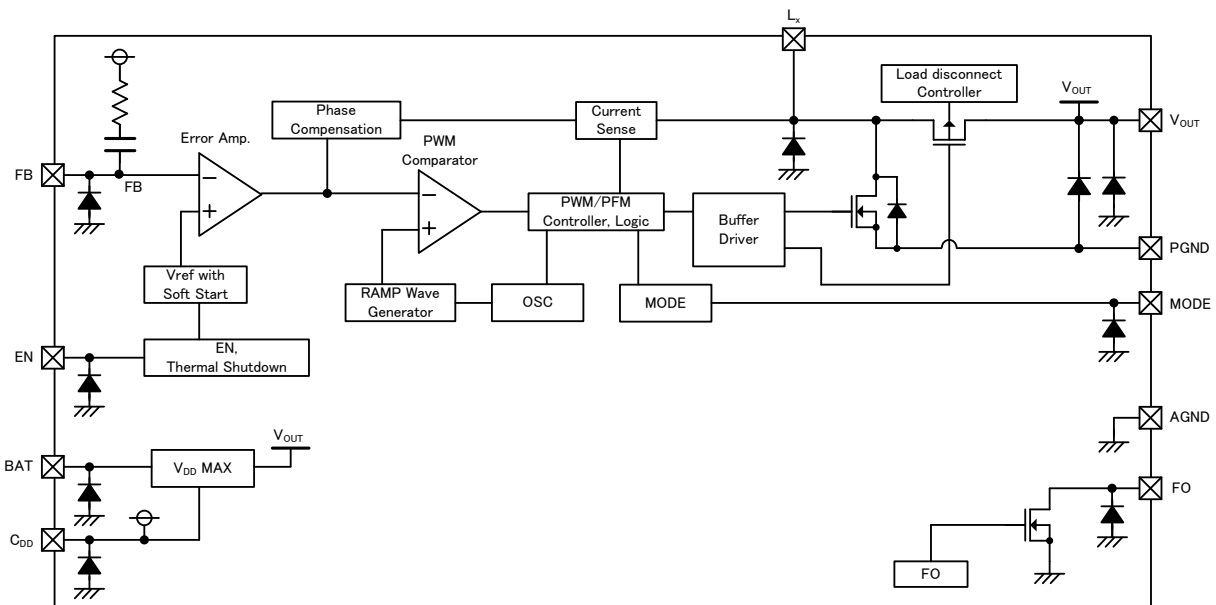 Lx
Load disconnect
Controller
VOUT
VOUT
Phase
Compensation
Current
Sense
Error Amp.
PWM
Comparator
FB
FB
−
+
−
+
PWM/PFM
Controller, Logic
Buffer
Driver
PGND
Vref with
Soft Start
RAMP Wave
Generator
OSC
MODE
MODE
EN
EN,
Thermal Shutdown
AGND
VOUT
BAT
VDD MAX
FO
CDD
FO